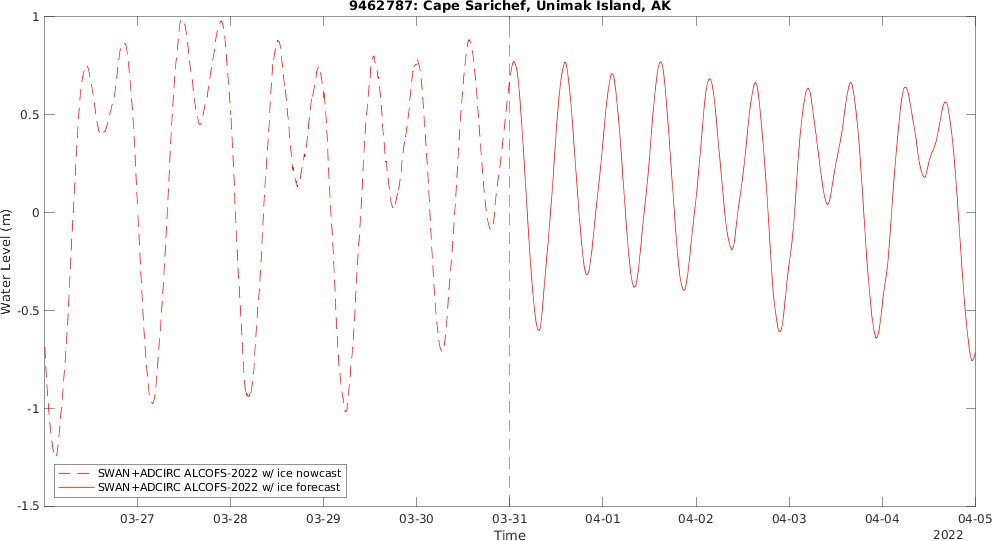 9462787: Cape Sarichef, Unimak Island, AK
Water Level (m)
1
0.5
0
-0.5
-1
-1.5
SWAN+ADCIRC ALCOFS-2022 w/ ice nowcast
SWAN+ADCIRC ALCOFS-2022 w/ ice forecast
03-27 03-28 03-29 03-30 03-31 04-01 04-02 04-03 04-04 04-05
Time
2022